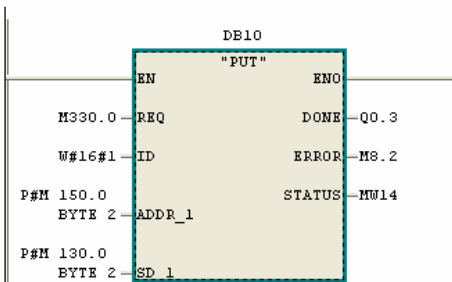 DB10
"PUT"
EN ENO
M330.0 REQ DONE Q0.3
W#16#1 ID ERROR M8.2
P#M 150.0 STATUS MW14
BYTE 2 ADDR_1
P#M 130.0
BYTE 2 SD_1